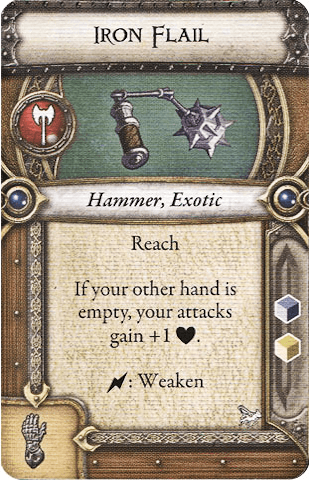 Iron Flail
Hammer, Exotic
Reach
If your other hand is
empty, your attacks
gain +1 ♥.
: Weaken